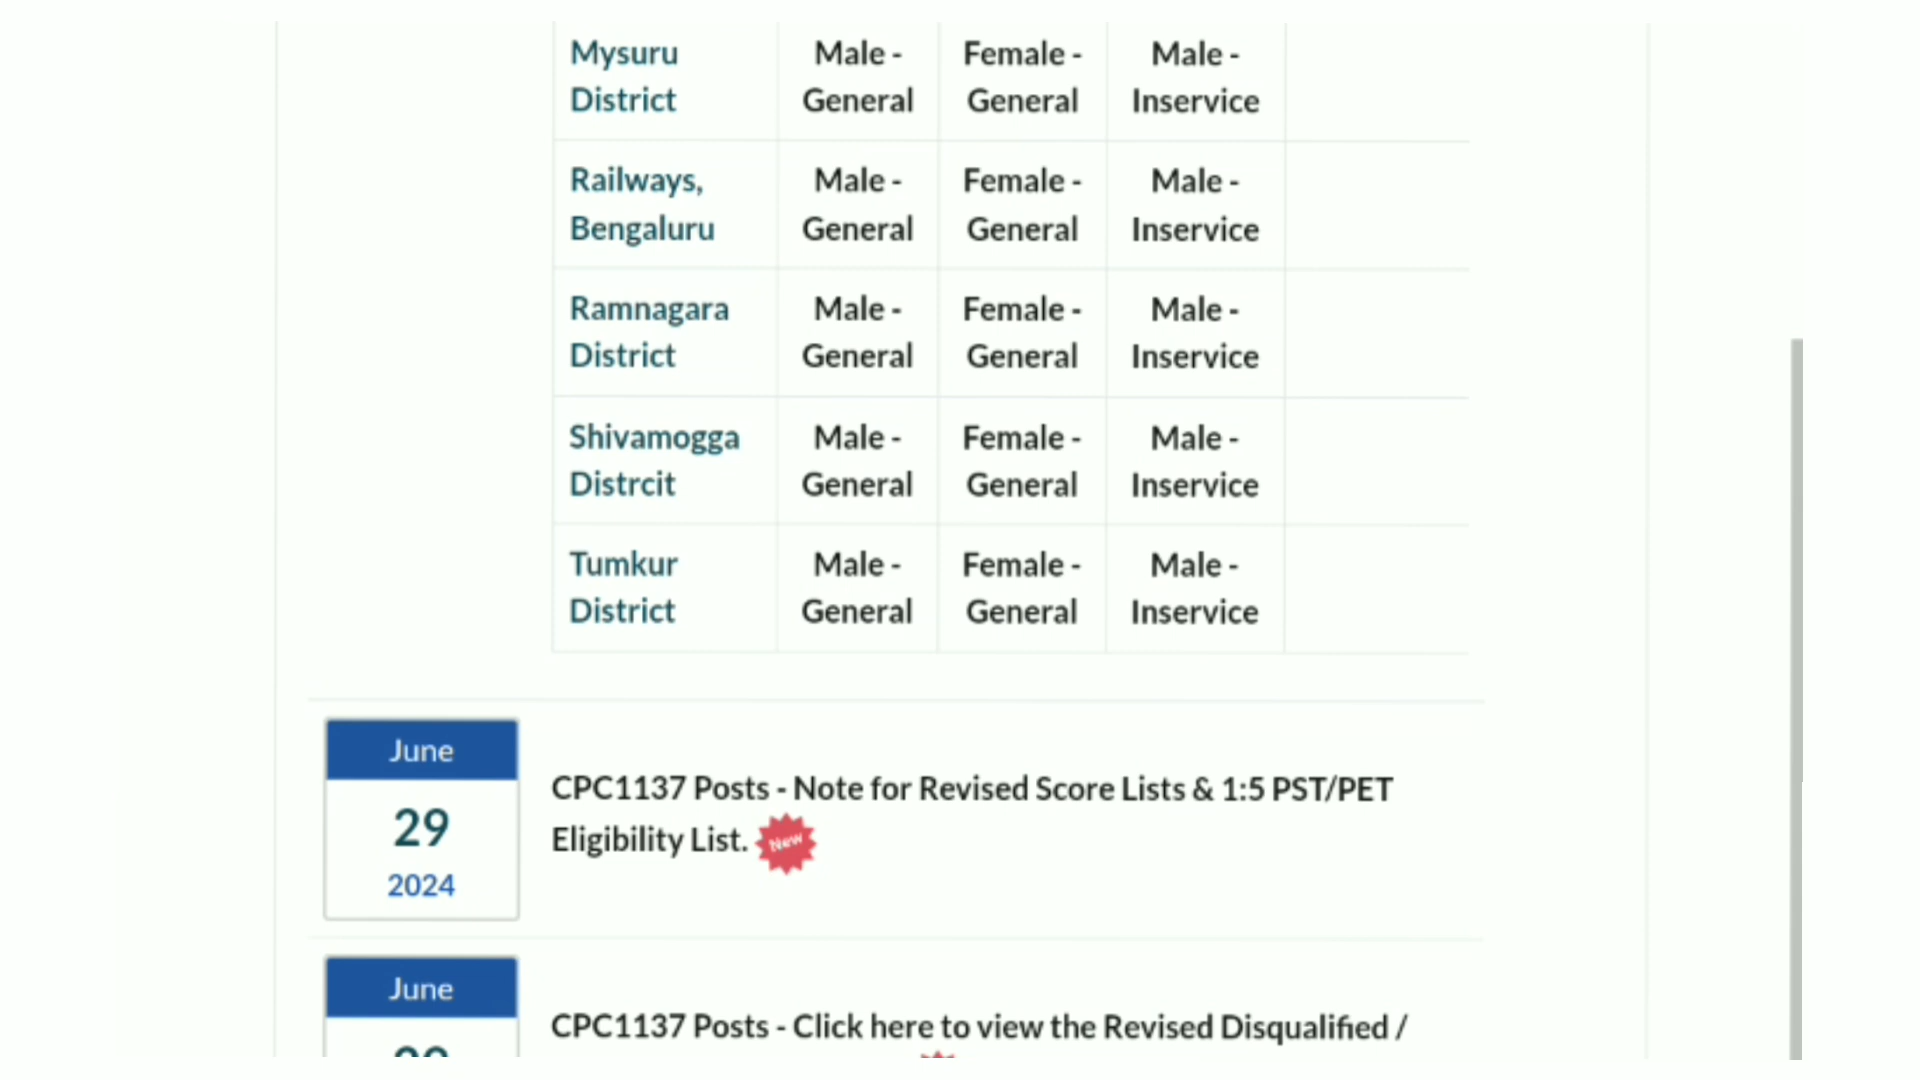 Mysuru District Male - General Female - General Male - Inservice
Railways, Bengaluru Male - General Female - General Male - Inservice
Ramnagara District Male - General Female - General Male - Inservice
Shivamogga Distrcit Male - General Female - General Male - Inservice
Tumkur District Male - General Female - General Male - Inservice
June
29
2024
CPC1137 Posts - Note for Revised Score Lists & 1:5 PST/PET
Eligibility List. New
June
CPC1137 Posts - Click here to view the Revised Disqualified /